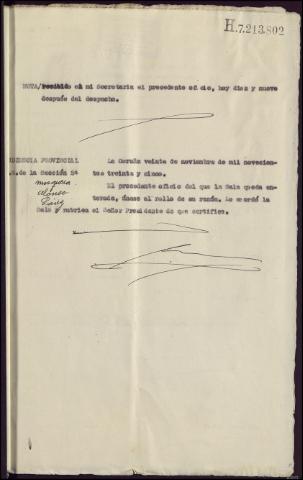 H.7.213.802
NOTA/Recibido en mi Secretaria el precedente oficio, hoy diez y nueve
después del despacho.
DIENCIA PROVINCIAL
La Coruña veinte de noviembre de mil novecien-
.de la Sección 2ª
tos treinta y cinco.
Mosquera
Alonso
El precedente oficio del que la Sala queda en-
terada, únase al rollo de su razón. Lo acordó la
Sala y rubrica el Señor Presidente de que certifico.